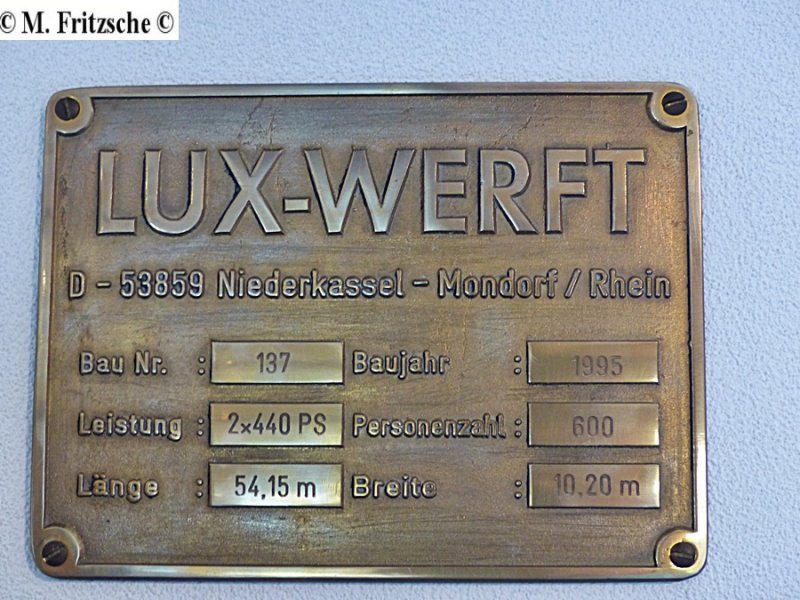 © M. Fritzsche ©
LUX-WERFT
D - 53859 Niederkassel - Mondorf / Rhein
Bau Nr. : 137 Baujahr : 1995
Leistung : 2x440 PS Personenzahl : 600
Länge : 54,15 m Breite : 10,20 m